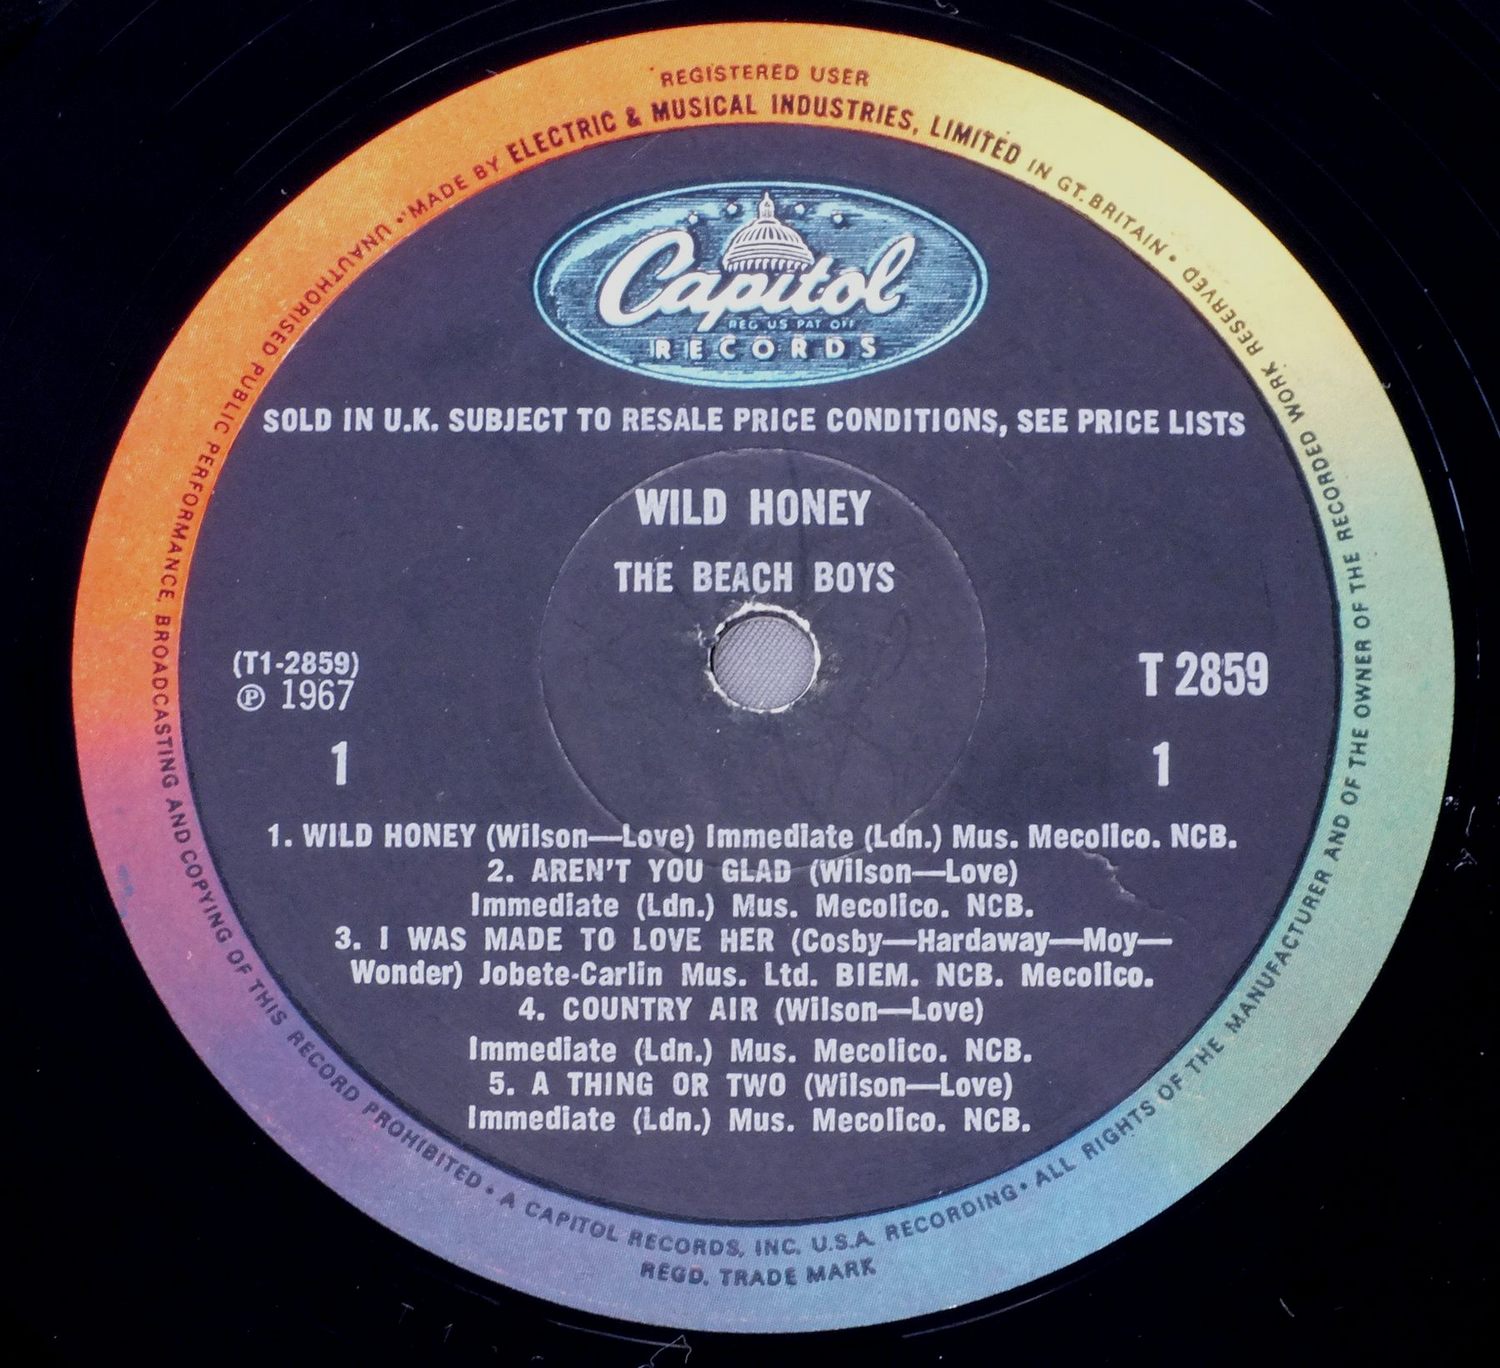 REGISTERED USER
"MADE BY ELECTRIC & MUSICAL INDUSTRIES, LIMITED IN GT. BRITAIN •
Capitol
REG US PAT OFF
RECORDS
SOLD IN U.K. SUBJECT TO RESALE PRICE CONDITIONS, SEE PRICE LISTS
WILD HONEY
THE BEACH BOYS
(T1-2859)
℗ 1967
T 2859
1
1
1. WILD HONEY (Wilson—Love) Immediate (Ldn.) Mus. Mecolico. NCB.
2. AREN'T YOU GLAD (Wilson—Love)
Immediate (Ldn.) Mus. Mecolico. NCB.
3. I WAS MADE TO LOVE HER (Cosby—Hardaway—Moy—
Wonder) Jobete-Carlin Mus. Ltd. BIEM. NCB. Mecolico.
4. COUNTRY AIR (Wilson—Love)
Immediate (Ldn.) Mus. Mecolico. NCB.
5. A THING OR TWO (Wilson—Love)
Immediate (Ldn.) Mus. Mecolico. NCB.
ALL RIGHTS OF THE MANUFACTURER AND OF THE OWNER OF THE RECORDED WORK RESERVED
UNAUTHORISED PUBLIC PERFORMANCE, BROADCASTING AND COPYING OF THIS RECORD PROHIBITED •
A CAPITOL RECORDS, INC. U.S.A. RECORDING •
REGD. TRADE MARK